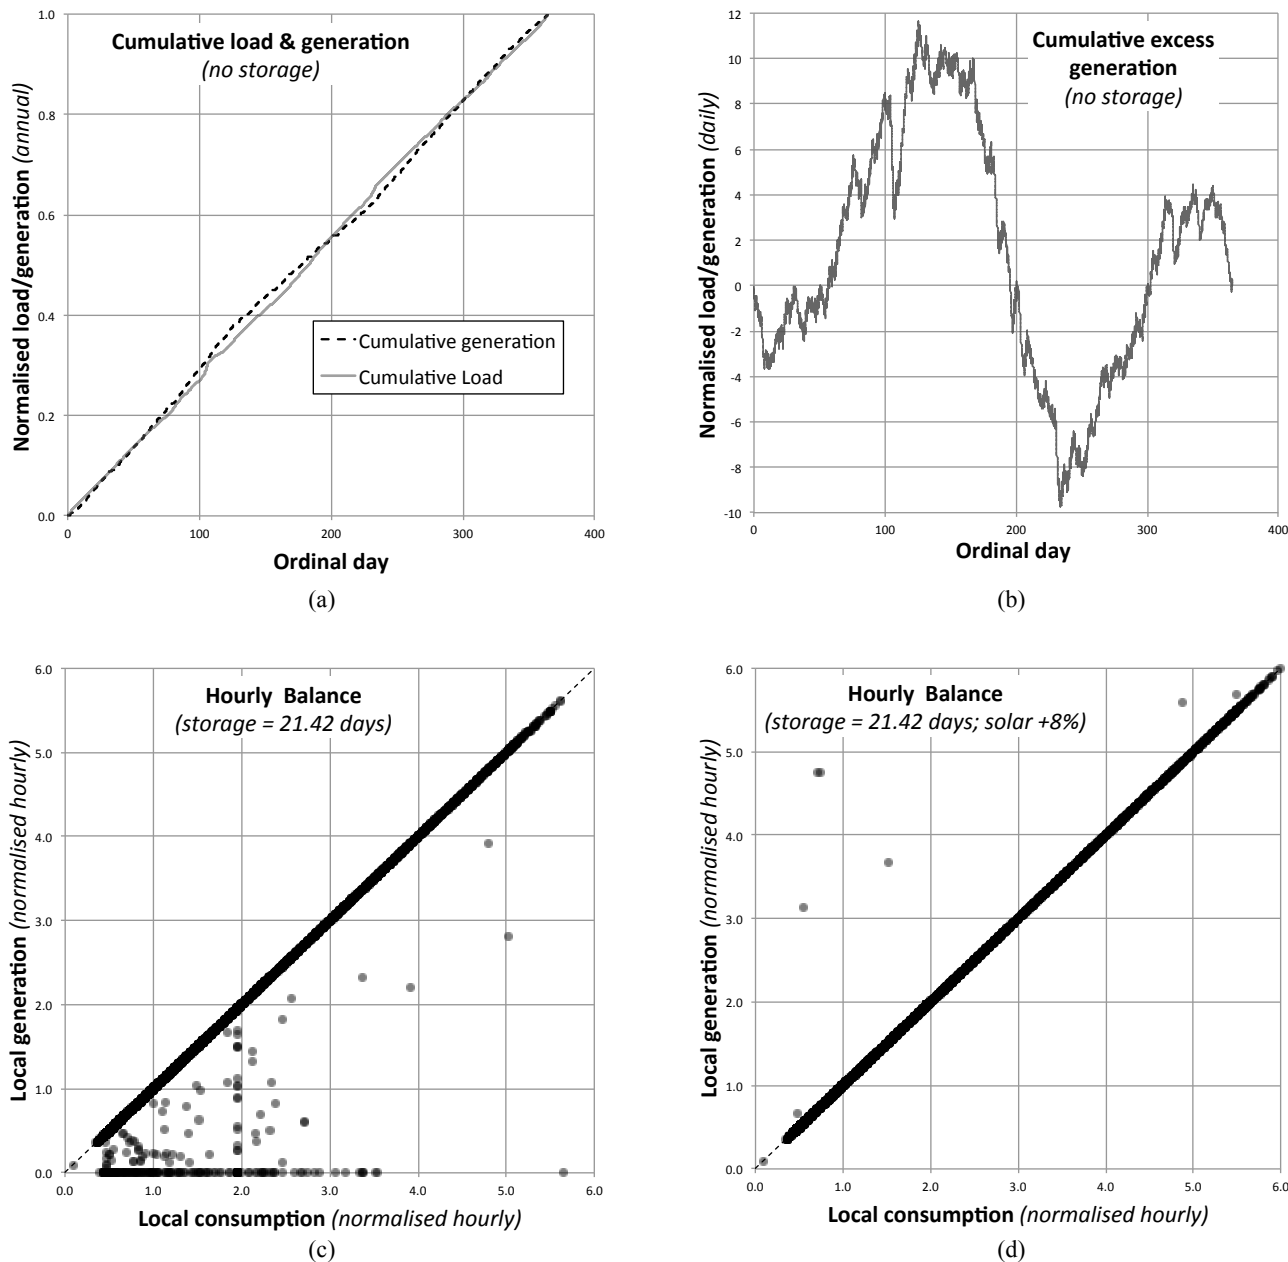 Cumulative load & generation
(no storage)
Normalised load/generation (annual)
1.0
0.8
0.6
0.4
0.2
0.0
Cumulative generation
Cumulative Load
0 100 200 300 400
Ordinal day
(a)
Cumulative excess
generation
(no storage)
Normalised load/generation (daily)
12
10
8
6
4
2
0
-2
-4
-6
-8
-10
0 100 200 300 400
Ordinal day
(b)
Hourly Balance
(storage = 21.42 days)
Local generation (normalised hourly)
6.0
5.0
4.0
3.0
2.0
1.0
0.0
0.0 1.0 2.0 3.0 4.0 5.0 6.0
Local consumption (normalised hourly)
(c)
Hourly Balance
(storage = 21.42 days; solar +8%)
Local generation (normalised hourly)
6.0
5.0
4.0
3.0
2.0
1.0
0.0
0.0 1.0 2.0 3.0 4.0 5.0 6.0
Local consumption (normalised hourly)
(d)